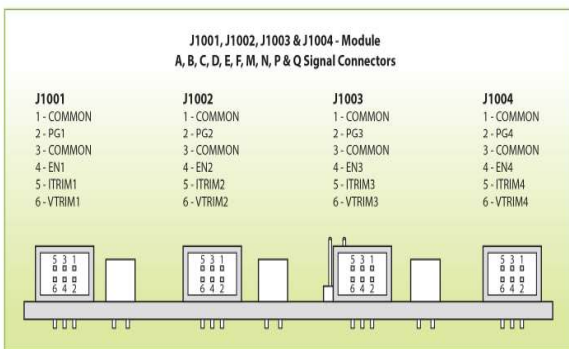 J1001, J1002, J1003 & J1004 - Module
A, B, C, D, E, F, M, N, P & Q Signal Connectors
J1001
1 - COMMON
2 - PG1
3 - COMMON
4 - EN1
5 - ITRIM1
6 - VTRIM1
J1002
1 - COMMON
2 - PG2
3 - COMMON
4 - EN2
5 - ITRIM2
6 - VTRIM2
J1003
1 - COMMON
2 - PG3
3 - COMMON
4 - EN3
5 - ITRIM3
6 - VTRIM3
J1004
1 - COMMON
2 - PG4
3 - COMMON
4 - EN4
5 - ITRIM4
6 - VTRIM4
5 3 1
6 4 2
5 3 1
6 4 2
5 3 1
6 4 2
5 3 1
6 4 2